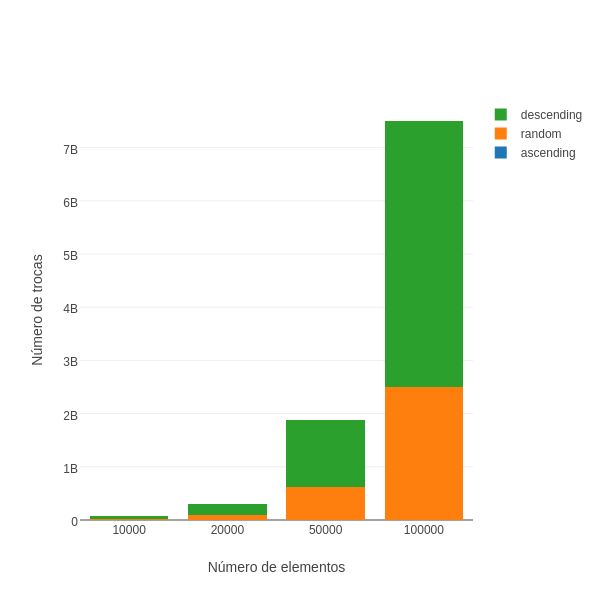 descending
random
ascending
7B
6B
5B
4B
3B
2B
1B
0
Número de trocas
10000 20000 50000 100000
Número de elementos